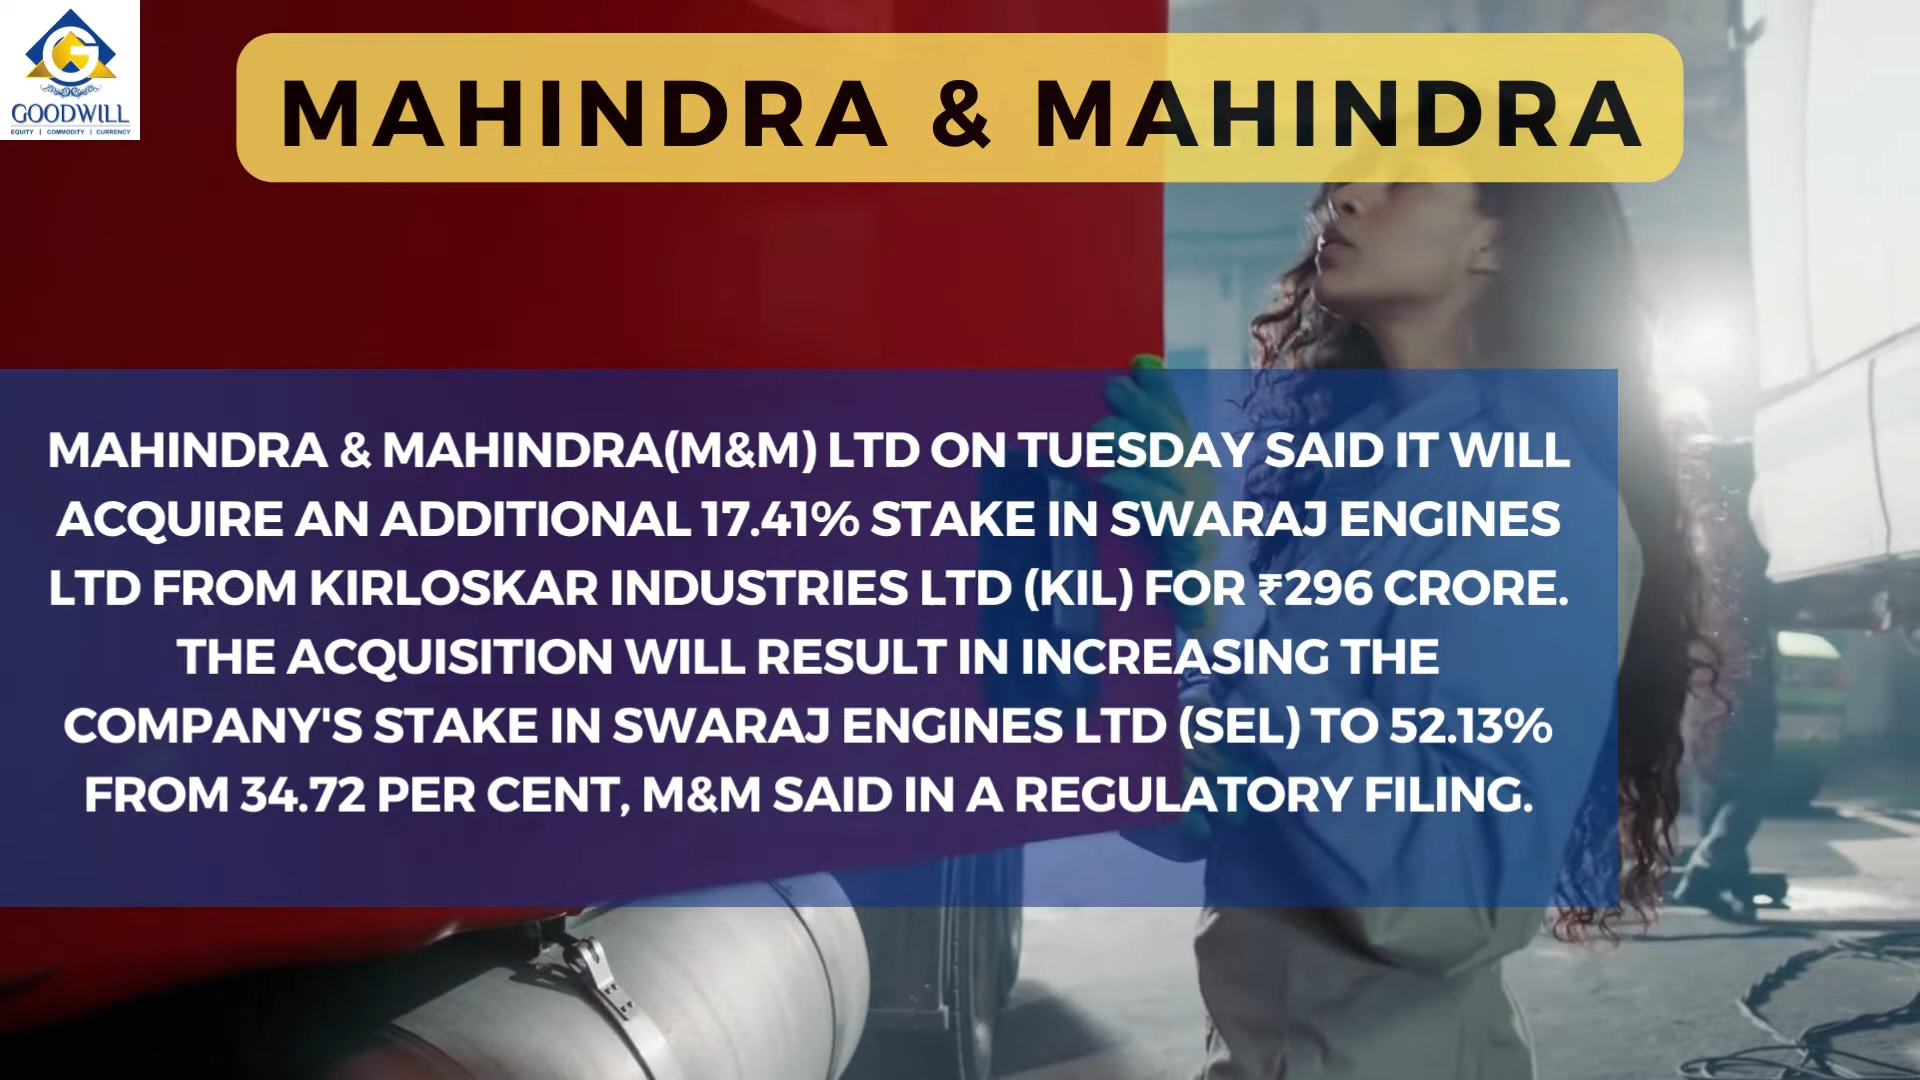 GOODWILL
EQUITY | COMMODITY | CURRENCY
MAHINDRA & MAHINDRA
MAHINDRA & MAHINDRA(M&M) LTD ON TUESDAY SAID IT WILL
ACQUIRE AN ADDITIONAL 17.41% STAKE IN SWARAJ ENGINES
LTD FROM KIRLOSKAR INDUSTRIES LTD (KIL) FOR ₹296 CRORE.
THE ACQUISITION WILL RESULT IN INCREASING THE
COMPANY'S STAKE IN SWARAJ ENGINES LTD (SEL) TO 52.13%
FROM 34.72 PER CENT, M&M SAID IN A REGULATORY FILING.